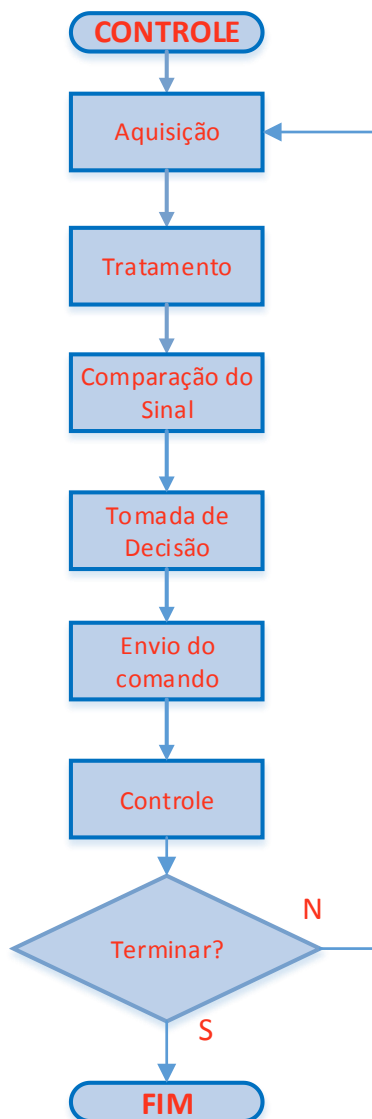 CONTROLE
Aquisição
Tratamento
Comparação do
Sinal
Tomada de
Decisão
Envio do
comando
Controle
Terminar?
N
S
FIM